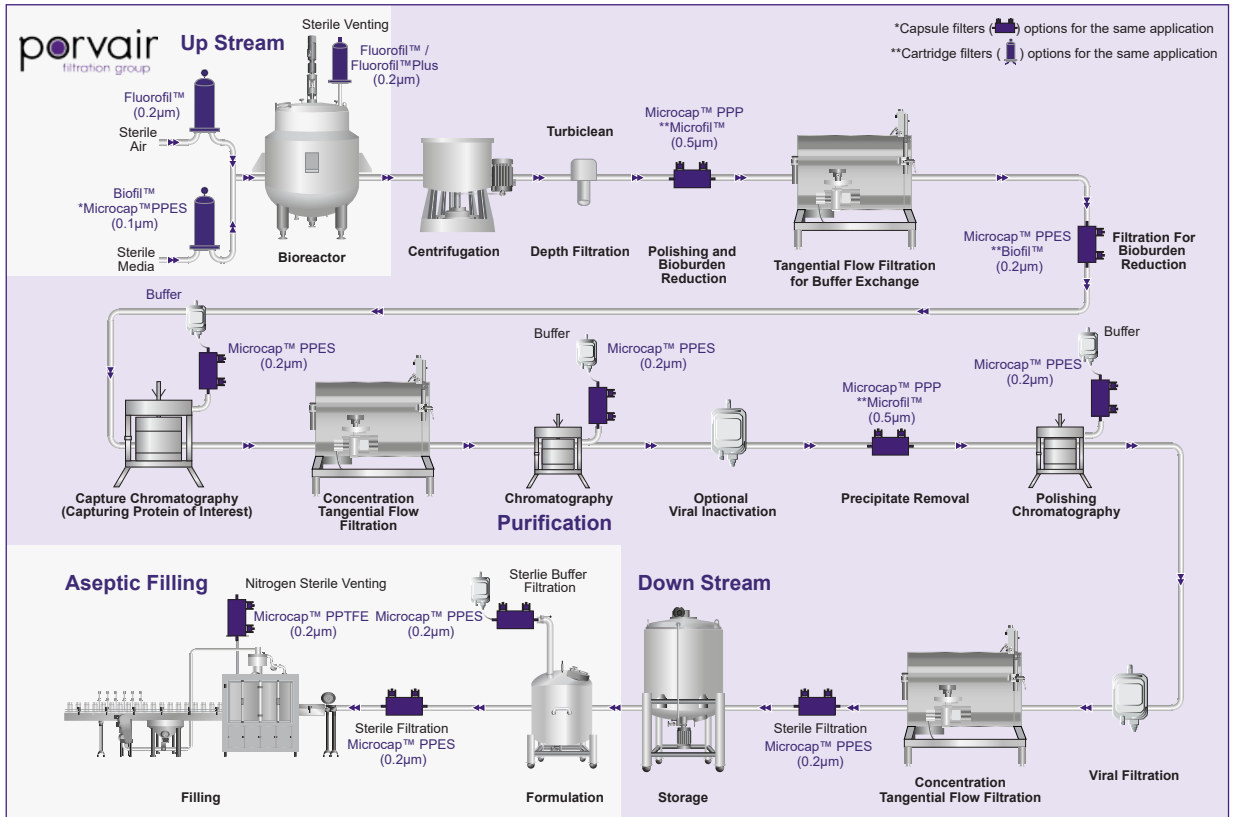 porvair
filtration group
Up Stream
Sterile Venting
Fluorofil™ /
Fluorofil™Plus
(0.2µm)
*Capsule filters ( ) options for the same application
**Cartridge filters ( ) options for the same application
Fluorofil™
(0.2µm)
Sterile
Air
Biofil™
*Microcap™PPES
(0.1µm)
Sterile
Media
Bioreactor
Centrifugation
Turbiclean
Depth Filtration
Microcap™ PPP
**Microfil™
(0.5µm)
Polishing and
Bioburden
Reduction
Tangential Flow Filtration
for Buffer Exchange
Microcap™ PPES
**Biofil™
(0.2µm)
Filtration For
Bioburden
Reduction
Buffer
Microcap™ PPES
(0.2µm)
Capture Chromatography
(Capturing Protein of Interest)
Concentration
Tangential Flow
Filtration
Buffer
Microcap™ PPES
(0.2µm)
Chromatography
Optional
Viral Inactivation
Microcap™ PPP
**Microfil™
(0.5µm)
Precipitate Removal
Buffer
Microcap™ PPES
(0.2µm)
Polishing
Chromatography
Purification
Aseptic Filling
Nitrogen Sterile Venting
Microcap™ PPTFE
(0.2µm)
Sterlie Buffer
Filtration
Microcap™ PPES
(0.2µm)
Sterile Filtration
Microcap™ PPES
(0.2µm)
Filling
Formulation
Down Stream
Storage
Sterile Filtration
Microcap™ PPES
(0.2µm)
Concentration
Tangential Flow Filtration
Viral Filtration